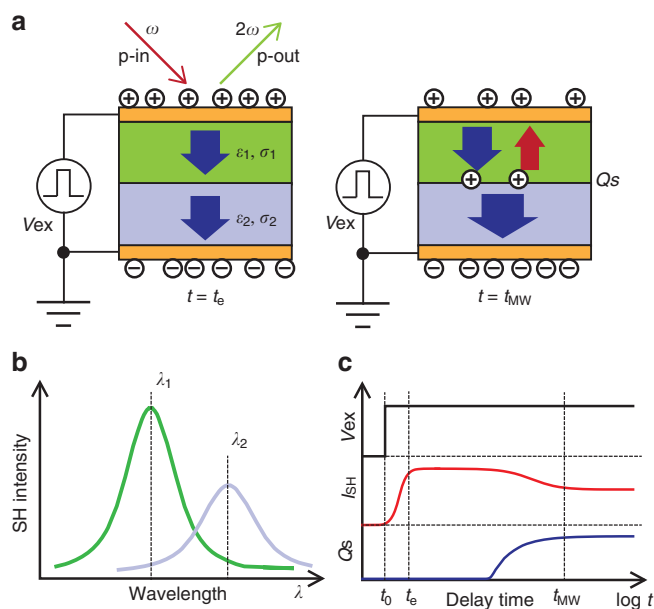 a
ω
2ω
p-in
p-out
+ + + + + +
+ + + +
ε1, σ1
+ +
Qs
ε2, σ2
Vex
Vex
− − − − − −
− − − − − −
t = te
t = tMW
b
λ1
λ2
SH intensity
Wavelength
λ
c
Vex
ISH
Qs
t0
te
Delay time
tMW
log t